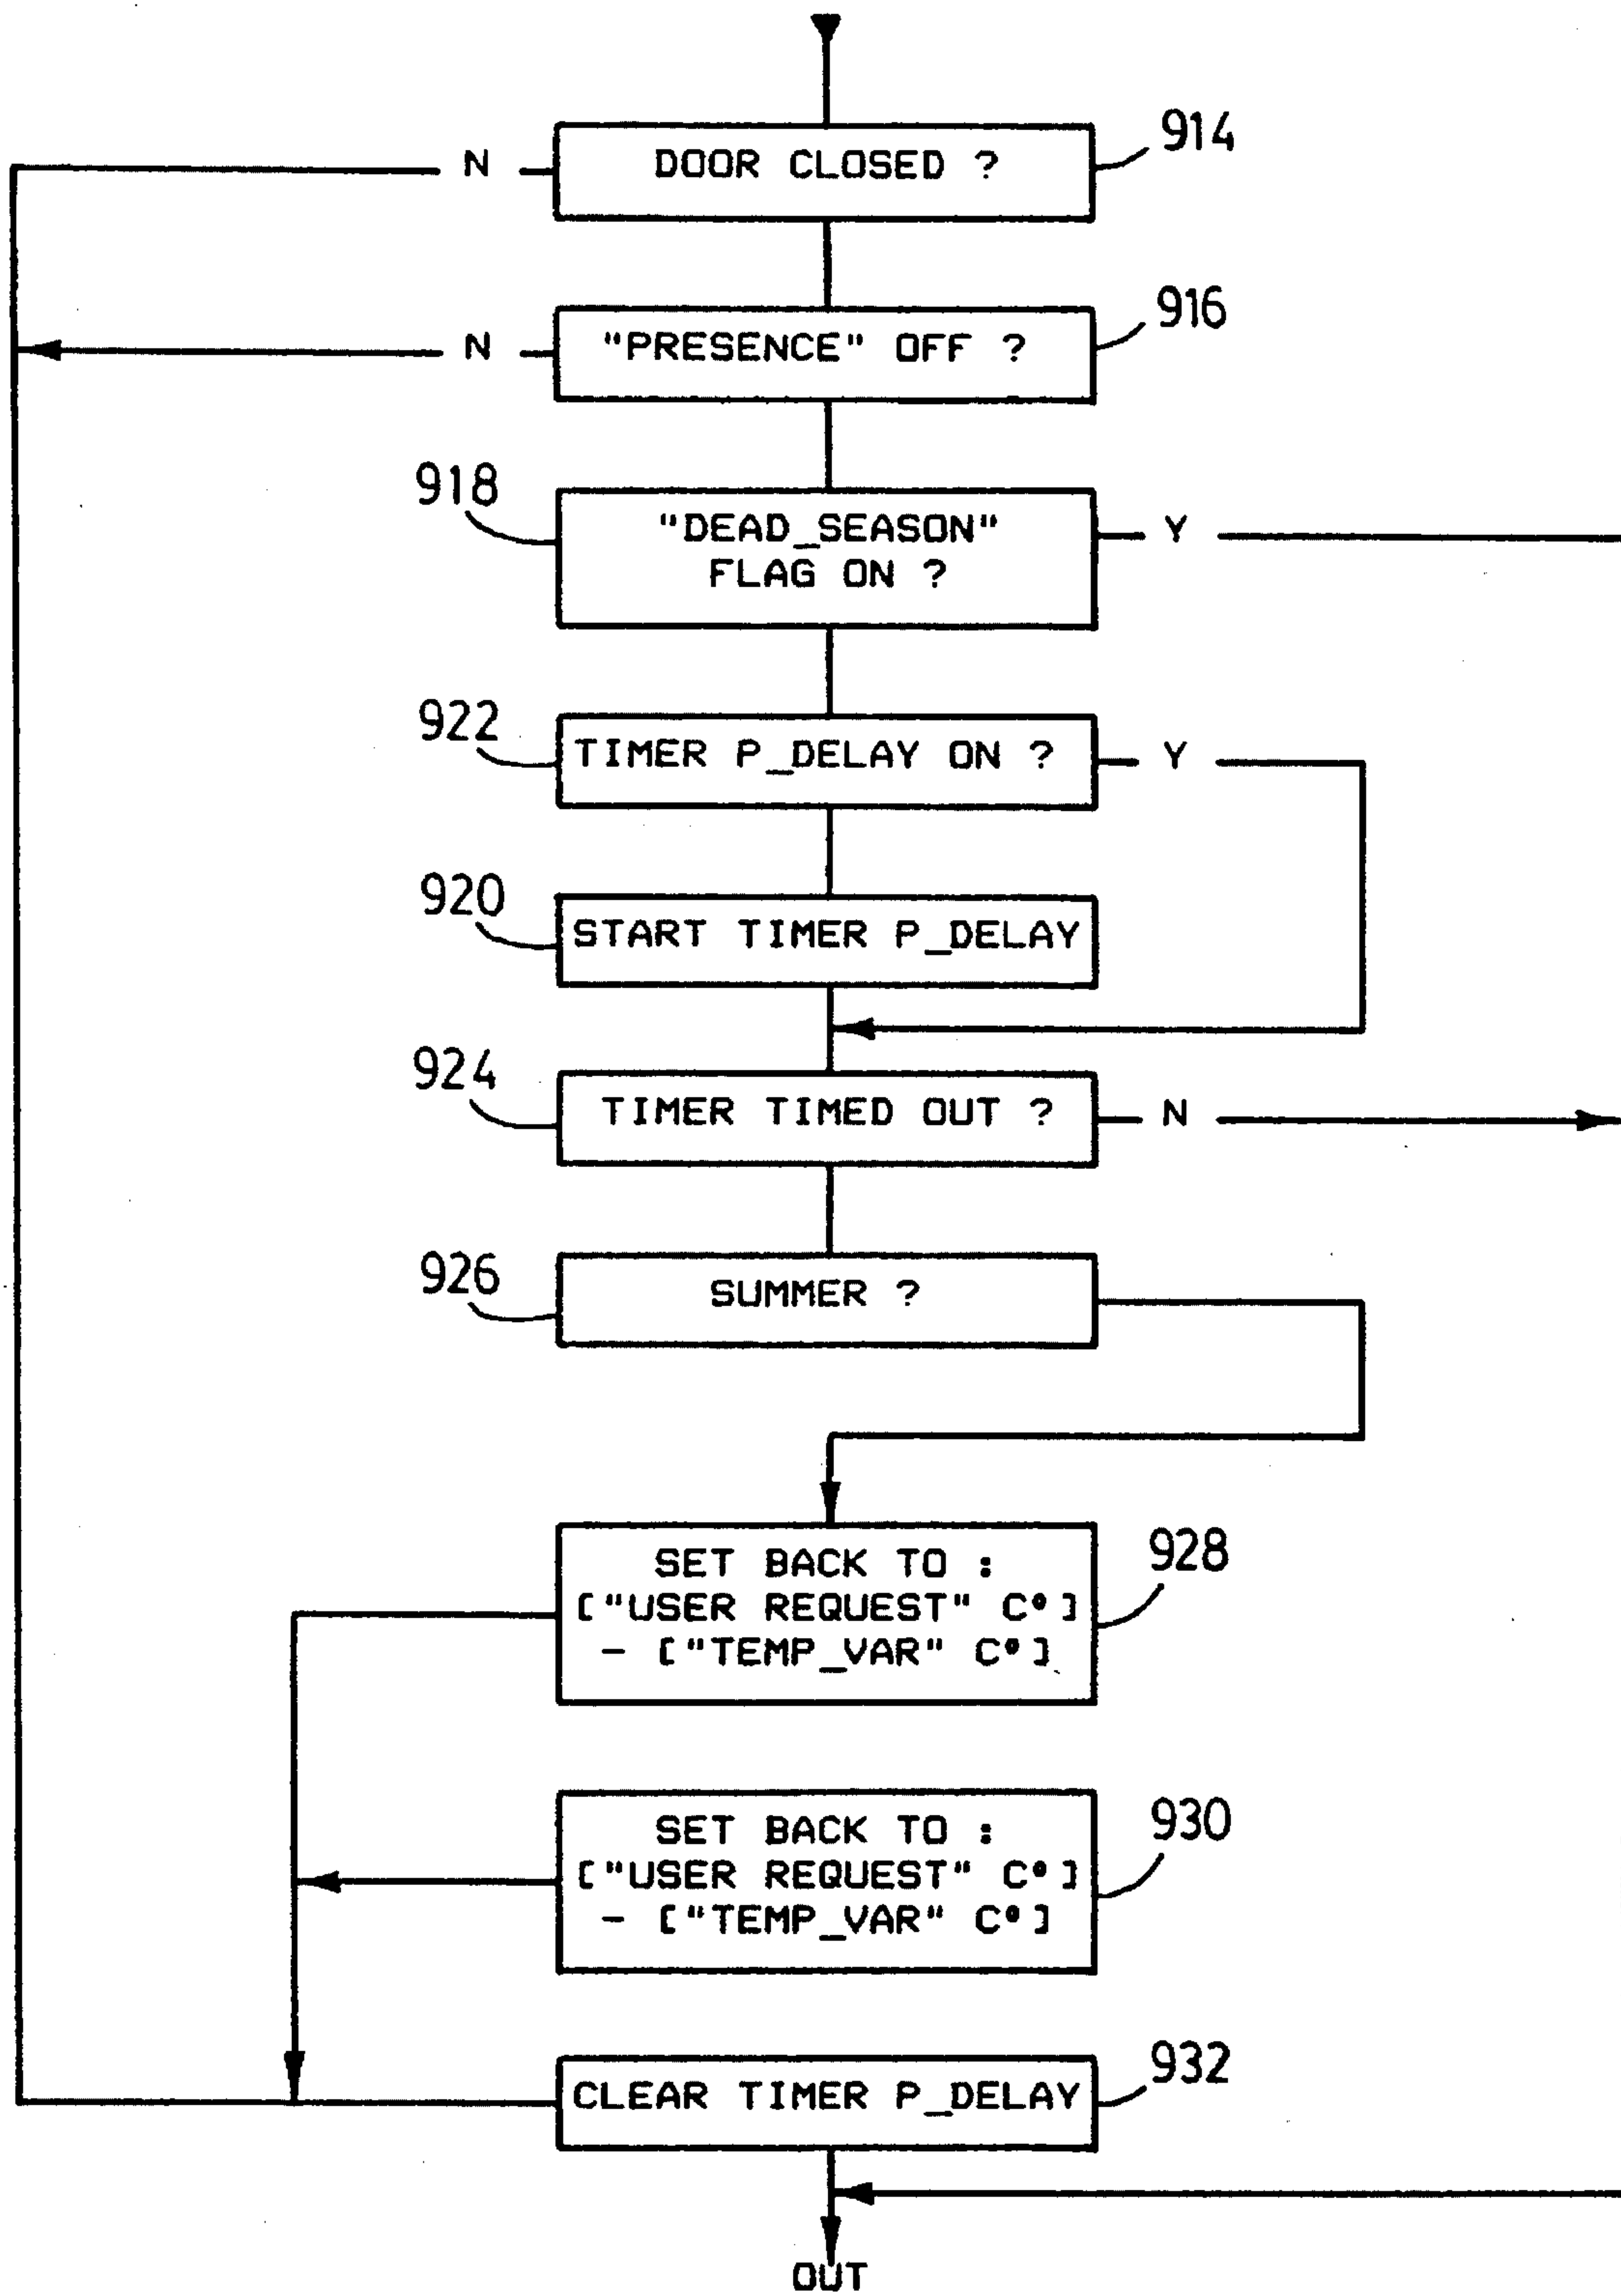 914
N DOOR CLOSED ?
916
N "PRESENCE" OFF ?
918
"DEAD_SEASON" Y
FLAG ON ?
922
TIMER P_DELAY ON ? Y
920
START TIMER P_DELAY
924
TIMER TIMED OUT ? N
926
SUMMER ?
928
SET BACK TO :
["USER REQUEST" C°]
- ["TEMP_VAR" C°]
930
SET BACK TO :
["USER REQUEST" C°]
- ["TEMP_VAR" C°]
932
CLEAR TIMER P_DELAY
OUT